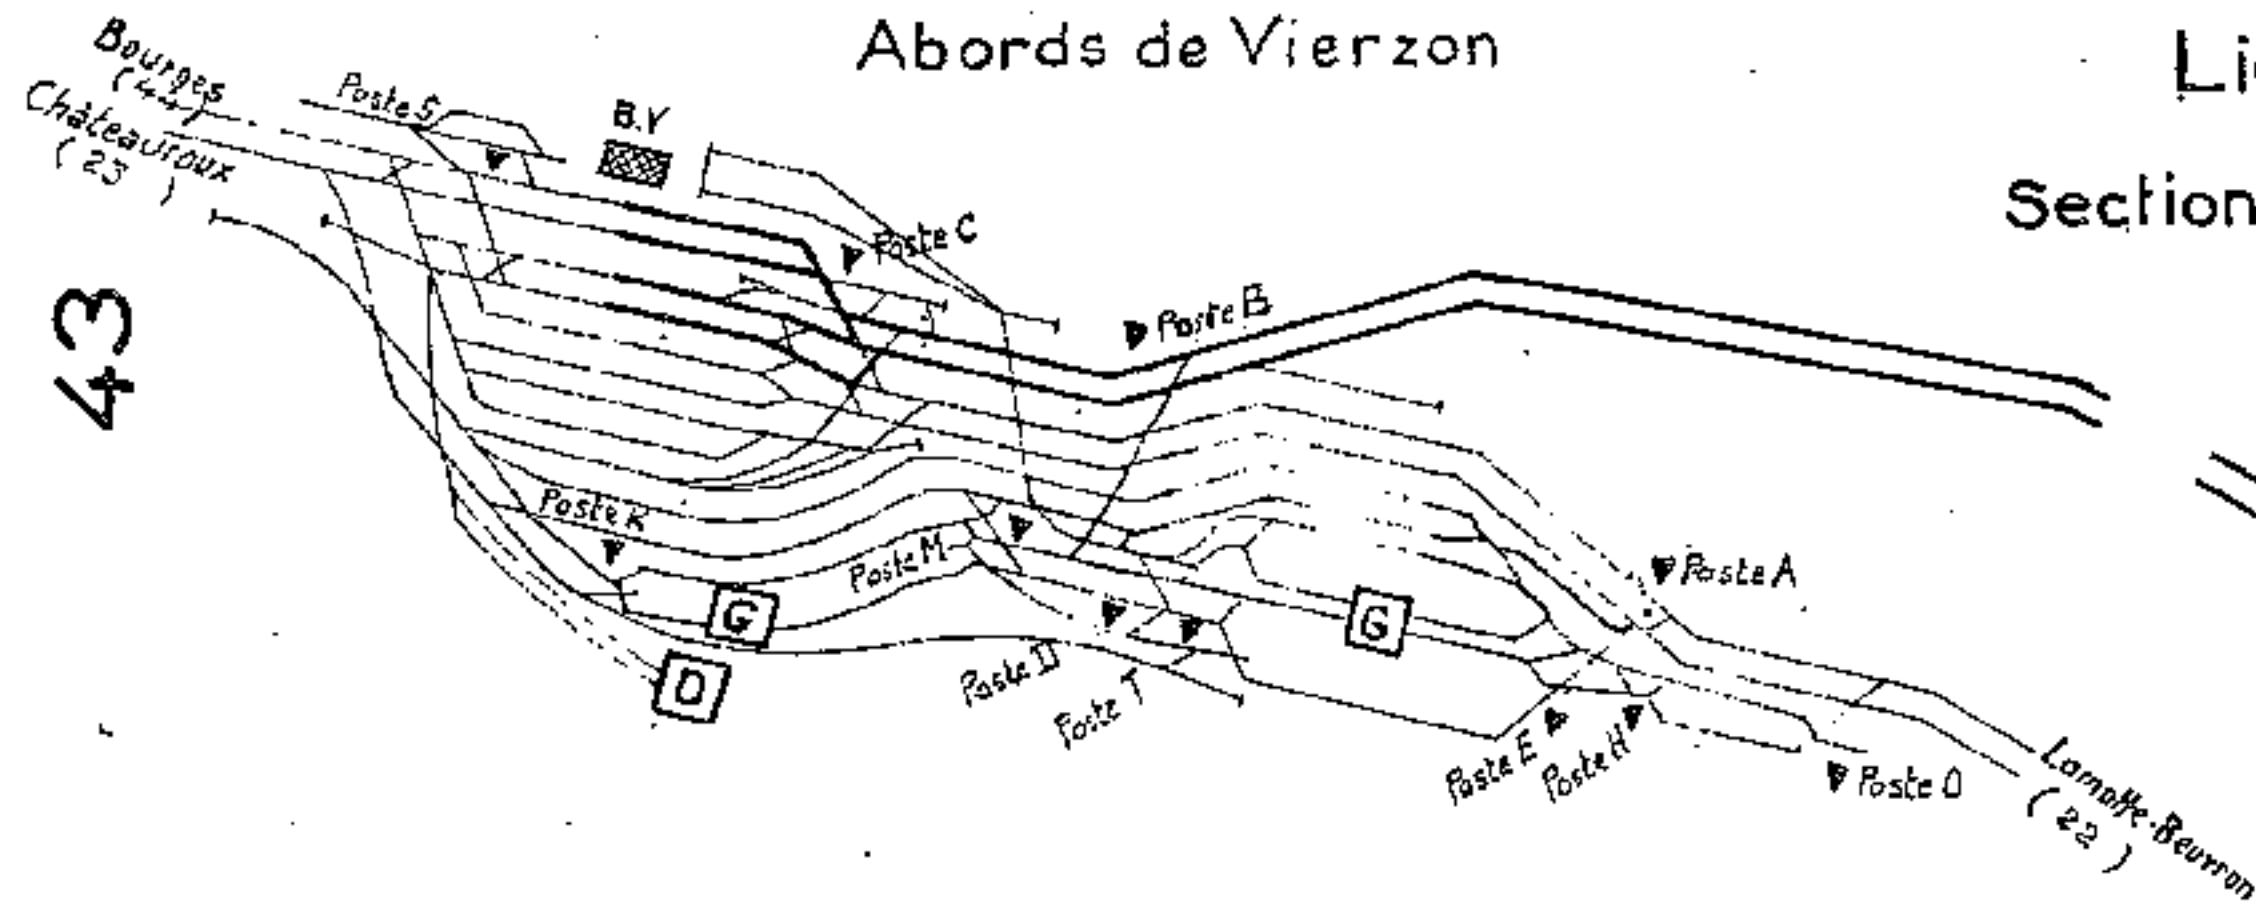 Abords de Vierzon
Li
Section
Bourges
(44)
Châteauroux
(23 )
43
Poste S
B.V
Poste C
Poste B
Poste K
Poste M
G
D
G
Poste D
Poste T
Poste A
Poste E
Poste H
Poste O
Lamotte-Beuvron
(22 )